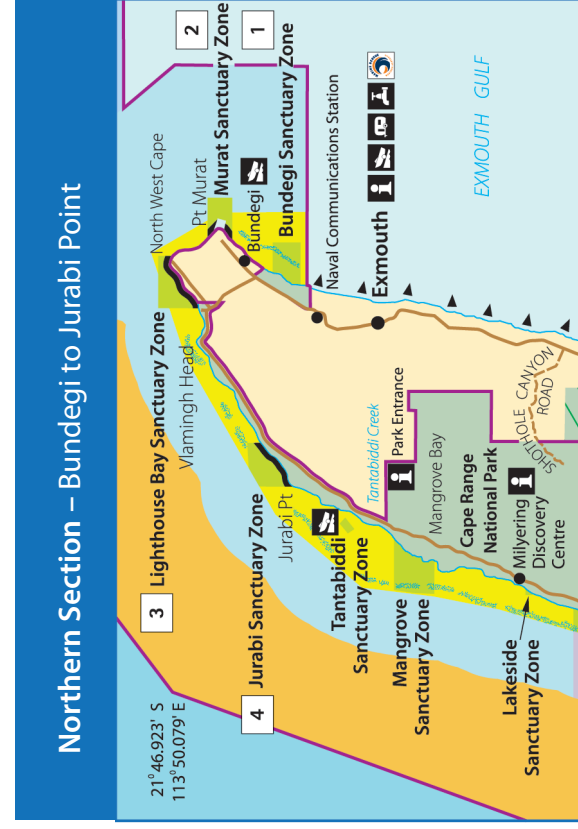 Northern Section – Bundegi to Jurabi Point
21°46.923' S
113°50.079' E
3
Lighthouse Bay Sanctuary Zone
Vlamingh Head
North West Cape
Pt Murat
2
Murat Sanctuary Zone
1
Bundegi Sanctuary Zone
Bundegi
4
Jurabi Sanctuary Zone
Jurabi Pt
Naval Communications Station
Exmouth
EXMOUTH GULF
Tantabiddi
Sanctuary Zone
Tantabiddi Creek
Park Entrance
Mangrove
Sanctuary Zone
Mangrove Bay
Cape Range
National Park
SHOTHOLE CANYON
ROAD
Milyering
Discovery
Centre
Lakeside
Sanctuary Zone